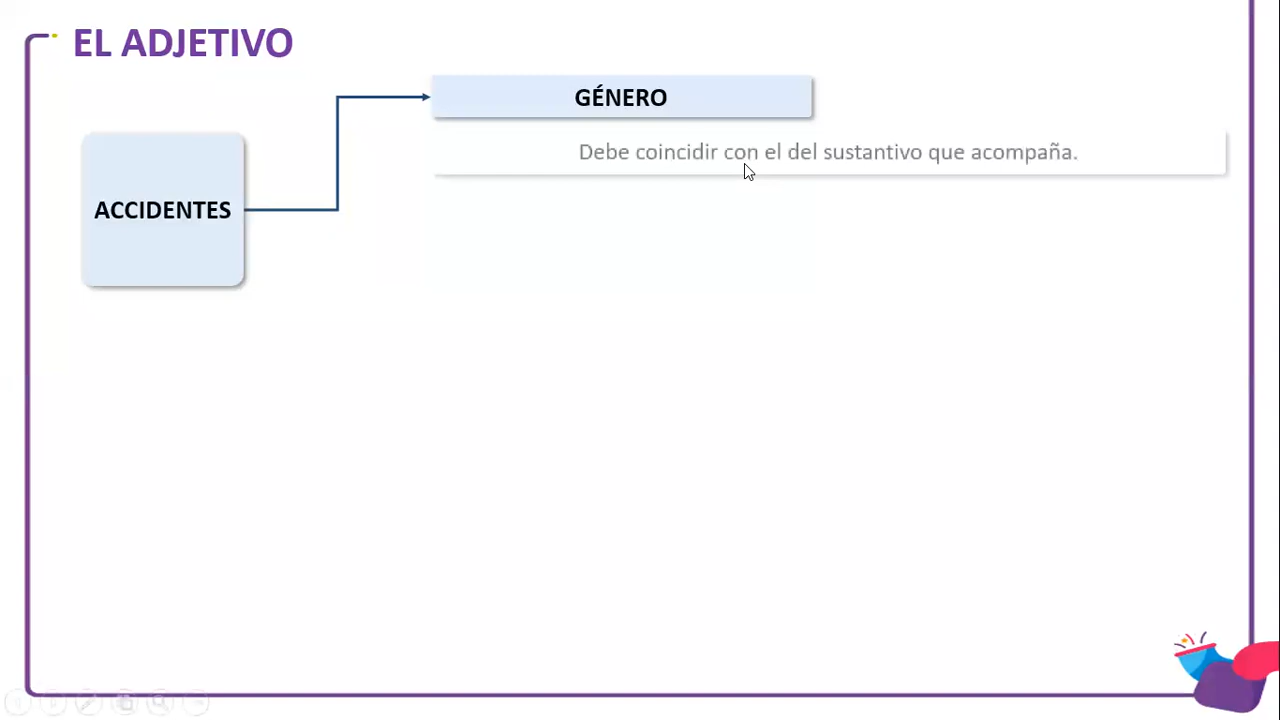 EL ADJETIVO
GÉNERO
Debe coincidir con el del sustantivo que acompaña.
ACCIDENTES